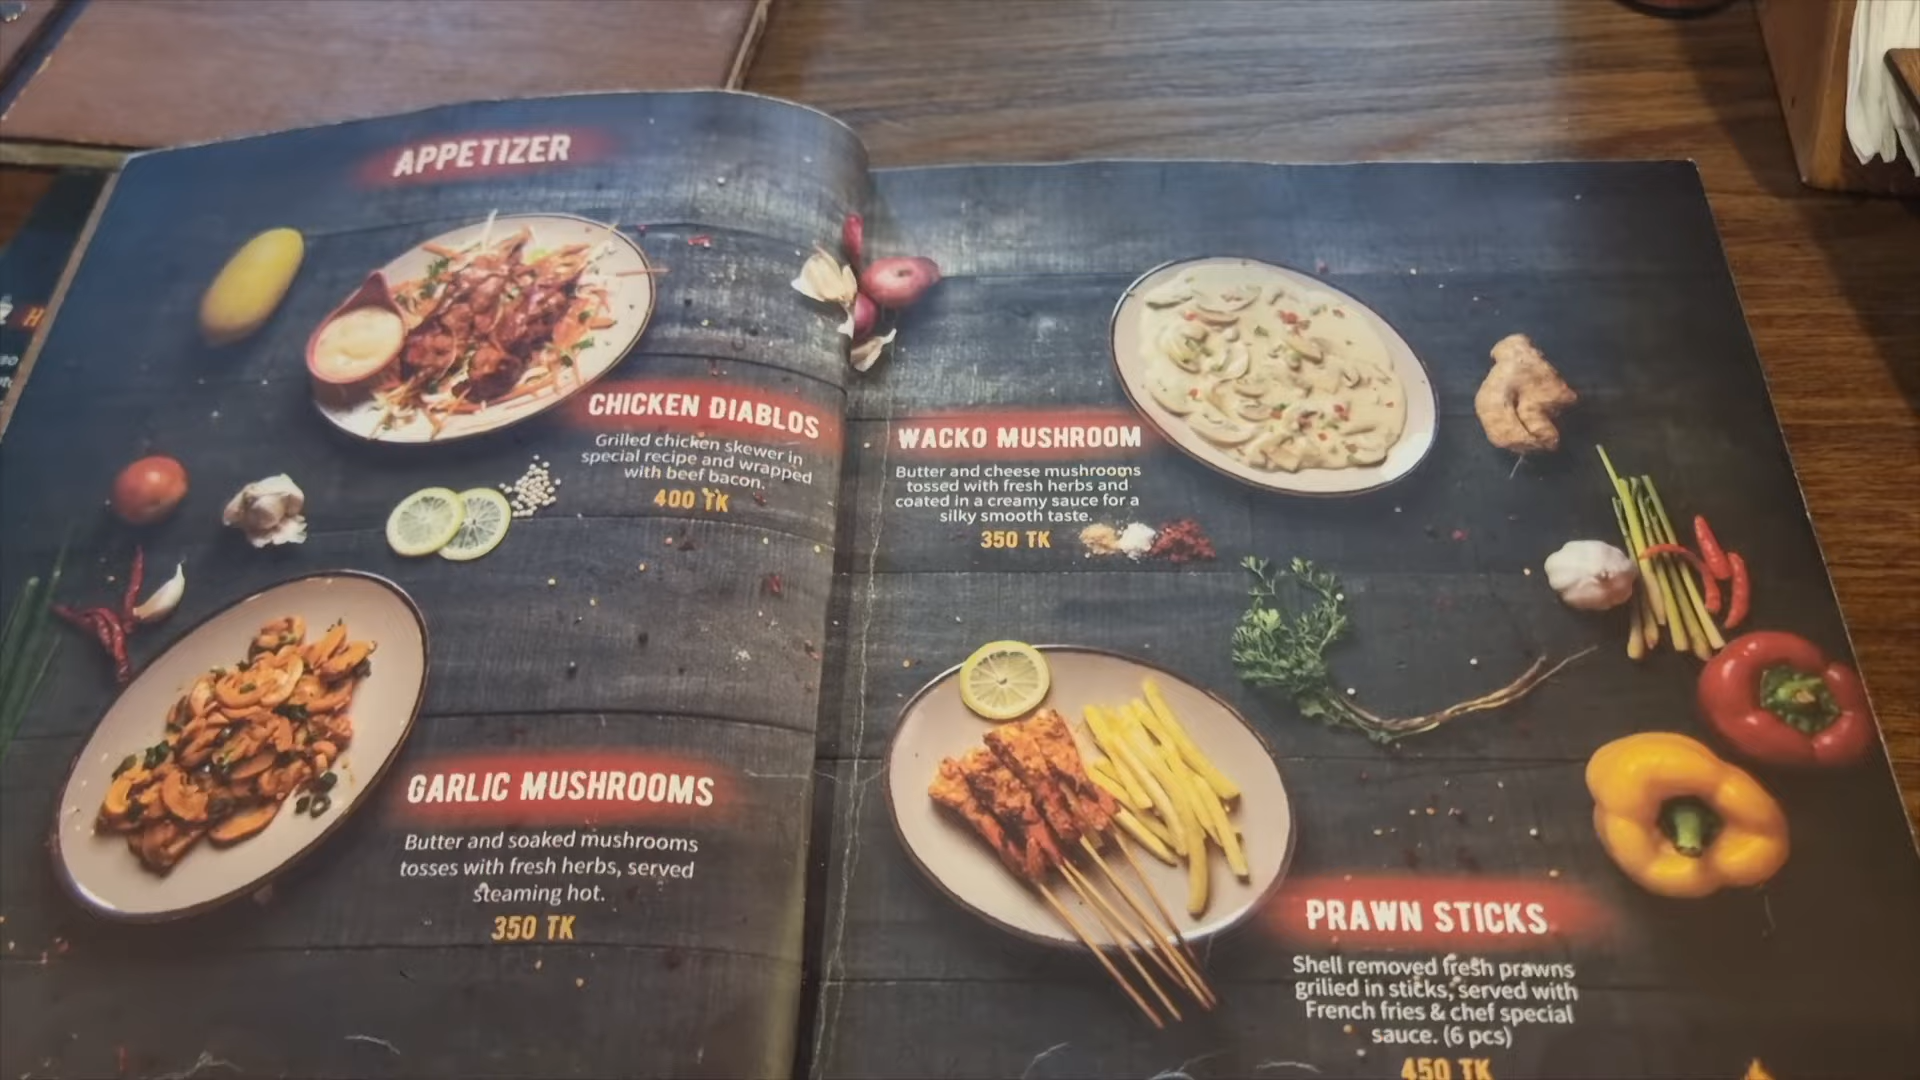 APPETIZER
CHICKEN DIABLOS
Grilled chicken skewer in
special recipe and wrapped
with beef bacon.
400 TK
GARLIC MUSHROOMS
Butter and soaked mushrooms
tosses with fresh herbs, served
steaming hot.
350 TK
WACKO MUSHROOM
Butter and cheese mushrooms
tossed with fresh herbs and
coated in a creamy sauce for a
silky smooth taste.
350 TK
PRAWN STICKS
Shell removed fresh prawns
grilled in sticks, served with
French fries & chef special
sauce. (6 pcs)
450 TK